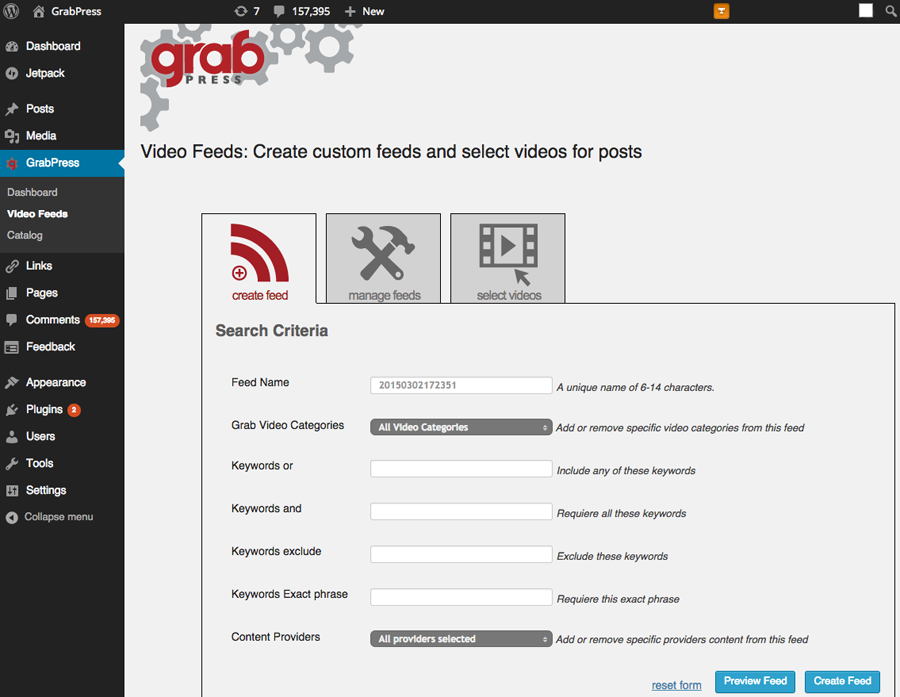 GrabPress 7 157,395 New
Dashboard
Jetpack
Posts
Media
GrabPress
Dashboard
Video Feeds
Catalog
Links
Pages
Comments 157,395
Feedback
Appearance
Plugins 2
Users
Tools
Settings
Collapse menu
grab
PRESS
Video Feeds: Create custom feeds and select videos for posts
create feed manage feeds select videos
Search Criteria
Feed Name 20150302172351 A unique name of 6-14 characters.
Grab Video Categories All Video Categories Add or remove specific video categories from this feed
Keywords or Include any of these keywords
Keywords and Requiere all these keywords
Keywords exclude Exclude these keywords
Keywords Exact phrase Requiere this exact phrase
Content Providers All providers selected Add or remove specific providers content from this feed
reset form Preview Feed Create Feed